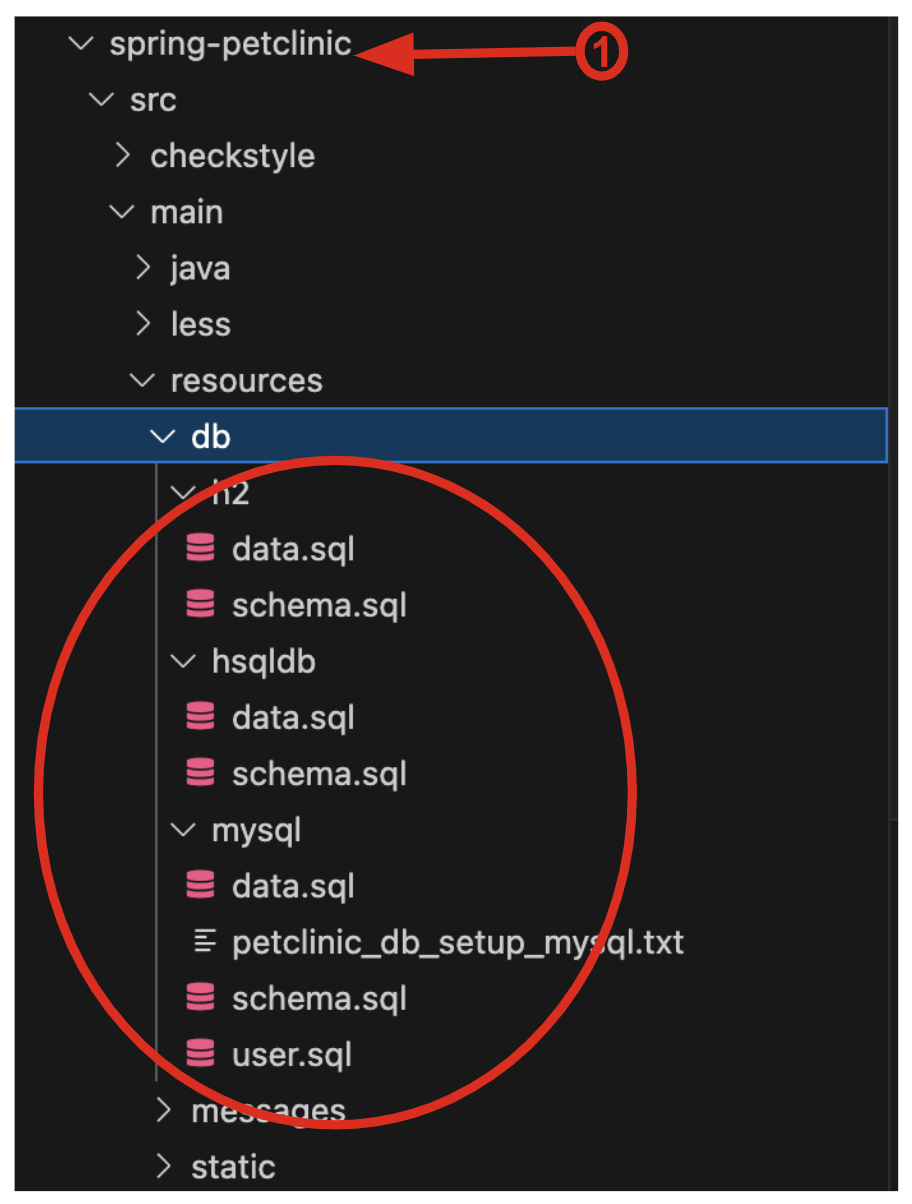 spring-petclinic 1
src
checkstyle
main
java
less
resources
db
h2
data.sql
schema.sql
hsqldb
data.sql
schema.sql
mysql
data.sql
petclinic_db_setup_mysql.txt
schema.sql
user.sql
messages
static